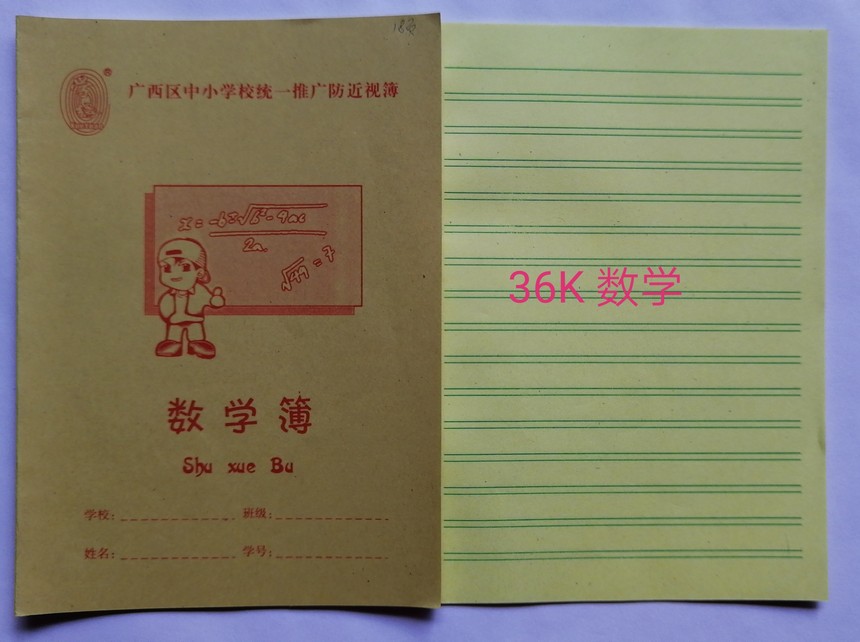 广西区中小学校统一推广防近视簿
数学簿
Shu xue Bu
学校:
班级:
姓名:
学号:
36K 数学